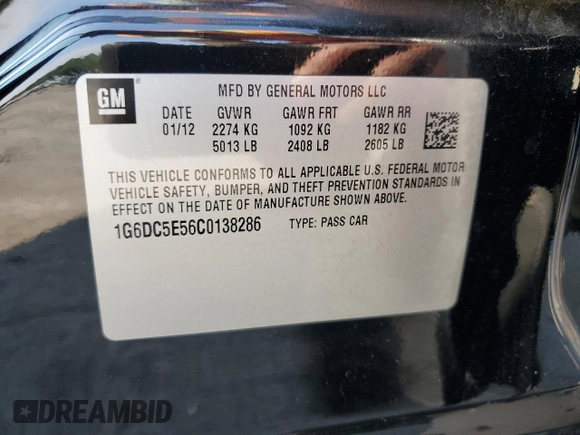 GM
MFD BY GENERAL MOTORS LLC
DATE GVWR GAWR FRT GAWR RR
01/12 2274 KG 1092 KG 1182 KG
5013 LB 2408 LB 2605 LB
THIS VEHICLE CONFORMS TO ALL APPLICABLE U.S. FEDERAL MOTOR
VEHICLE SAFETY, BUMPER, AND THEFT PREVENTION STANDARDS IN
EFFECT ON THE DATE OF MANUFACTURE SHOWN ABOVE.
1G6DC5E56C0138286 TYPE: PASS CAR
DREAMBID